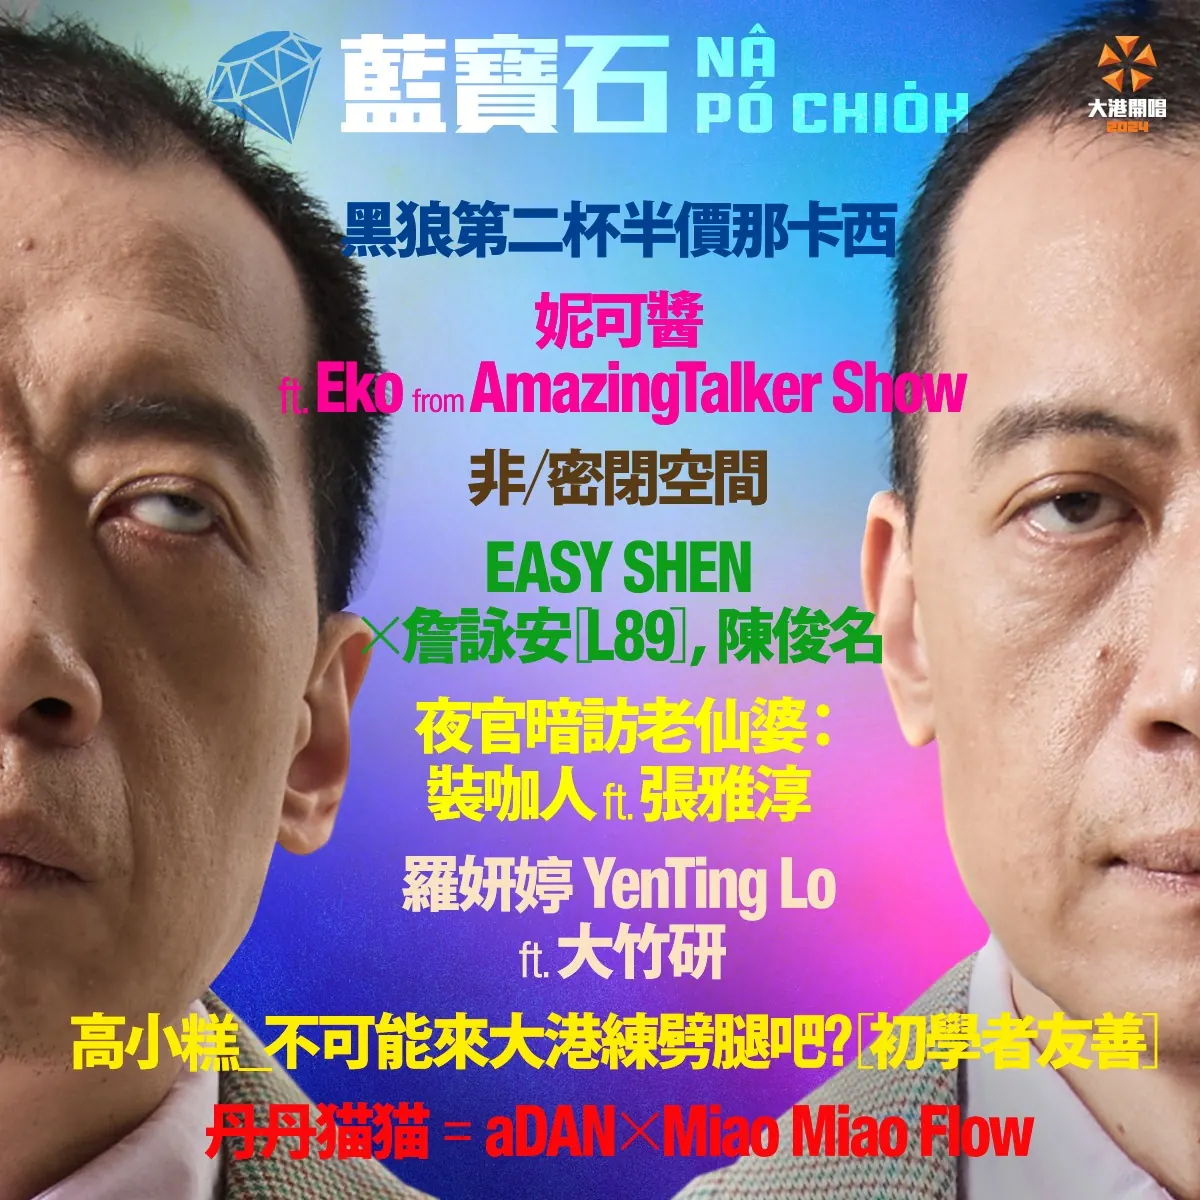 藍寶石
NÂ
PÓ CHIO̍H
大港開唱
2024
黑狼第二杯半價那卡西
妮可醬
ft. Eko from AmazingTalker Show
非/密閉空間
EASY SHEN
×詹詠安[L89], 陳俊名
夜官暗訪老仙婆：
裝咖人 ft. 張雅淳
羅妍婷 YenTing Lo
ft. 大竹研
高小糕_不可能來大港練劈腿吧?[初學者友善]
丹丹猫猫 = aDAN×Miao Miao Flow